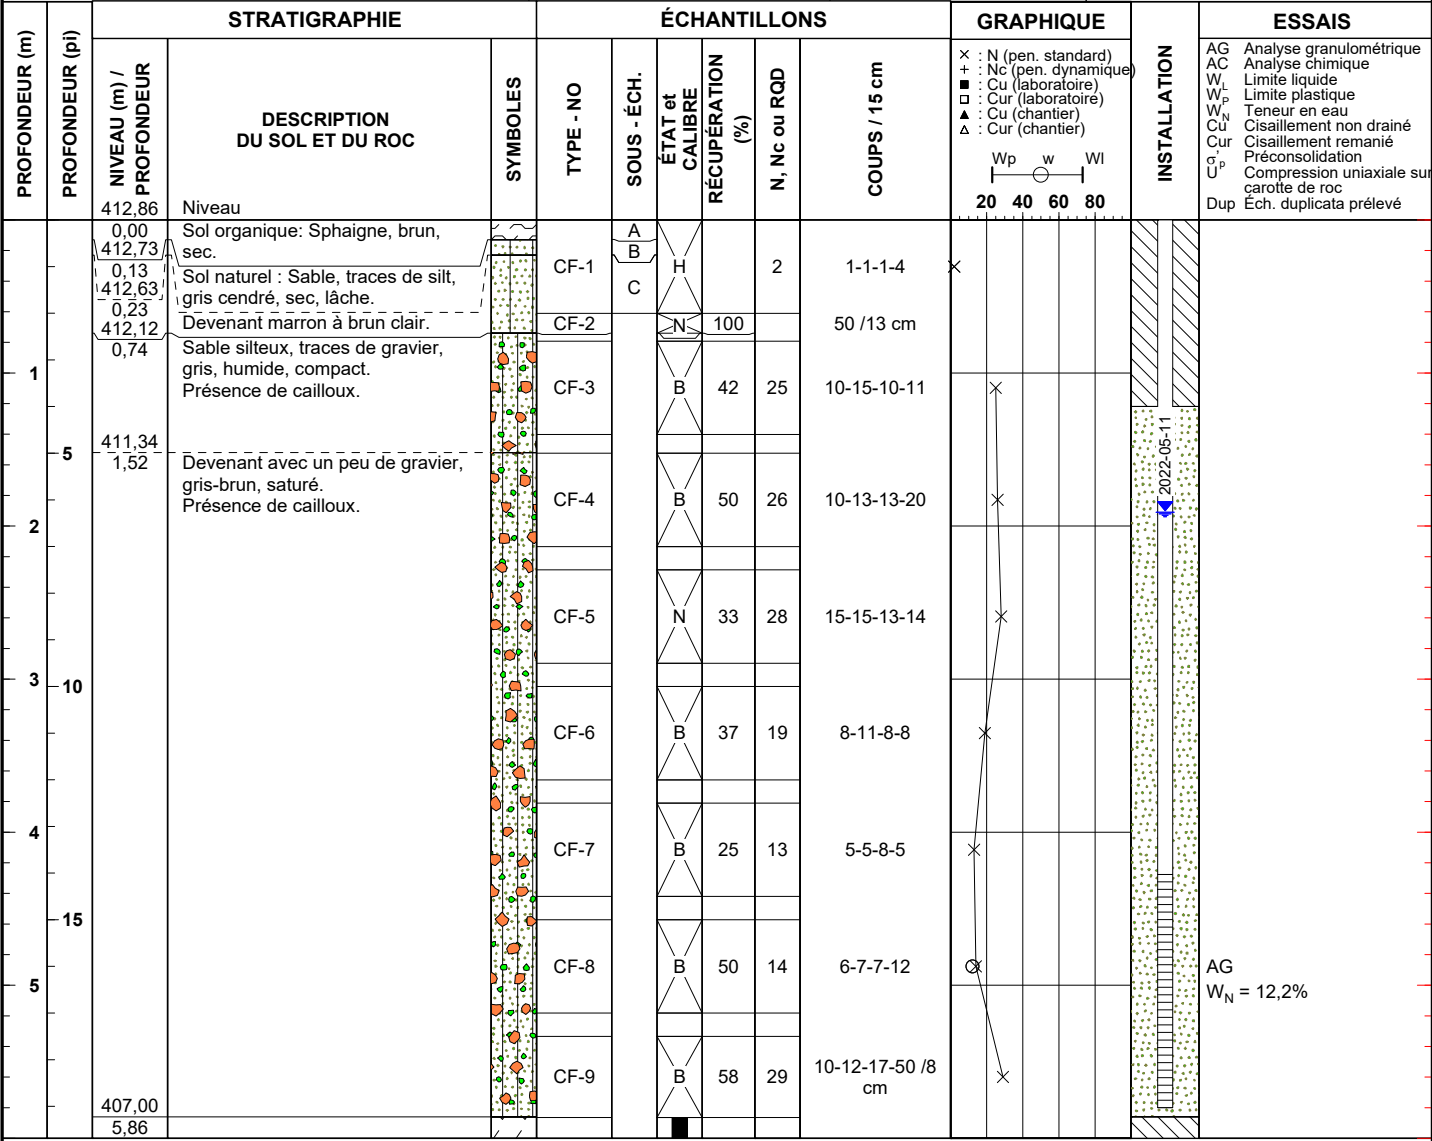 PROFONDEUR (m)
PROFONDEUR (pi)
STRATIGRAPHIE
NIVEAU (m) /
PROFONDEUR
DESCRIPTION
DU SOL ET DU ROC
SYMBOLES
ÉCHANTILLONS
TYPE - NO
SOUS - ÉCH.
ÉTAT et
CALIBRE
RÉCUPÉRATION
(%)
N, Nc ou RQD
COUPS / 15 cm
GRAPHIQUE
× : N (pen. standard)
+ : Nc (pen. dynamique)
■ : Cu (laboratoire)
□ : Cur (laboratoire)
▲ : Cu (chantier)
△ : Cur (chantier)
Wp w Wl
20 40 60 80
INSTALLATION
ESSAIS
AG Analyse granulométrique
AC Analyse chimique
WL Limite liquide
WP Limite plastique
WN Teneur en eau
Cu Cisaillement non drainé
Cur Cisaillement remanié
σ'p Préconsolidation
U Compression uniaxiale sur
carotte de roc
Dup Éch. duplicata prélevé
412,86 Niveau
0,00 Sol organique: Sphaigne, brun,
412,73 sec.
0,13 Sol naturel : Sable, traces de silt,
412,63 gris cendré, sec, lâche.
0,23
Devenant marron à brun clair.
412,12
0,74 Sable silteux, traces de gravier,
gris, humide, compact.
Présence de cailloux.
411,34
1,52 Devenant avec un peu de gravier,
gris-brun, saturé.
Présence de cailloux.
407,00
5,86
1
2
3
4
5
5
10
15
A
B
C
CF-1 H 2 1-1-1-4
CF-2 N 100 50 /13 cm
CF-3 B 42 25 10-15-10-11
CF-4 B 50 26 10-13-13-20
CF-5 N 33 28 15-15-13-14
CF-6 B 37 19 8-11-8-8
CF-7 B 25 13 5-5-8-5
CF-8 B 50 14 6-7-7-12
CF-9 B 58 29 10-12-17-50 /8
cm
2022-05-11
AG
WN = 12,2%